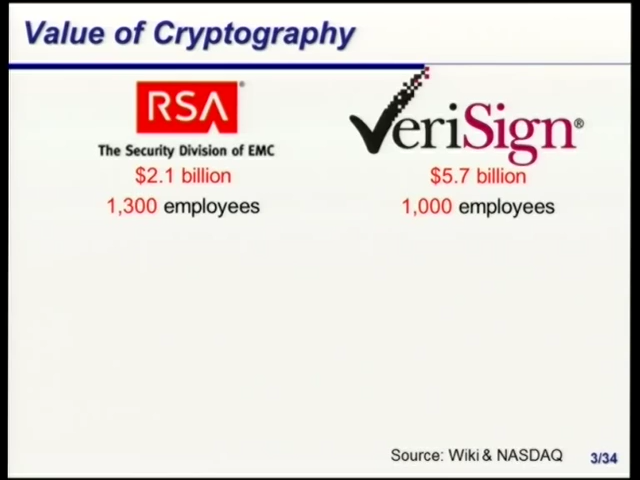 Value of Cryptography
RSA®
The Security Division of EMC
$2.1 billion
1,300 employees
VeriSign®
$5.7 billion
1,000 employees
Source: Wiki & NASDAQ
3/34